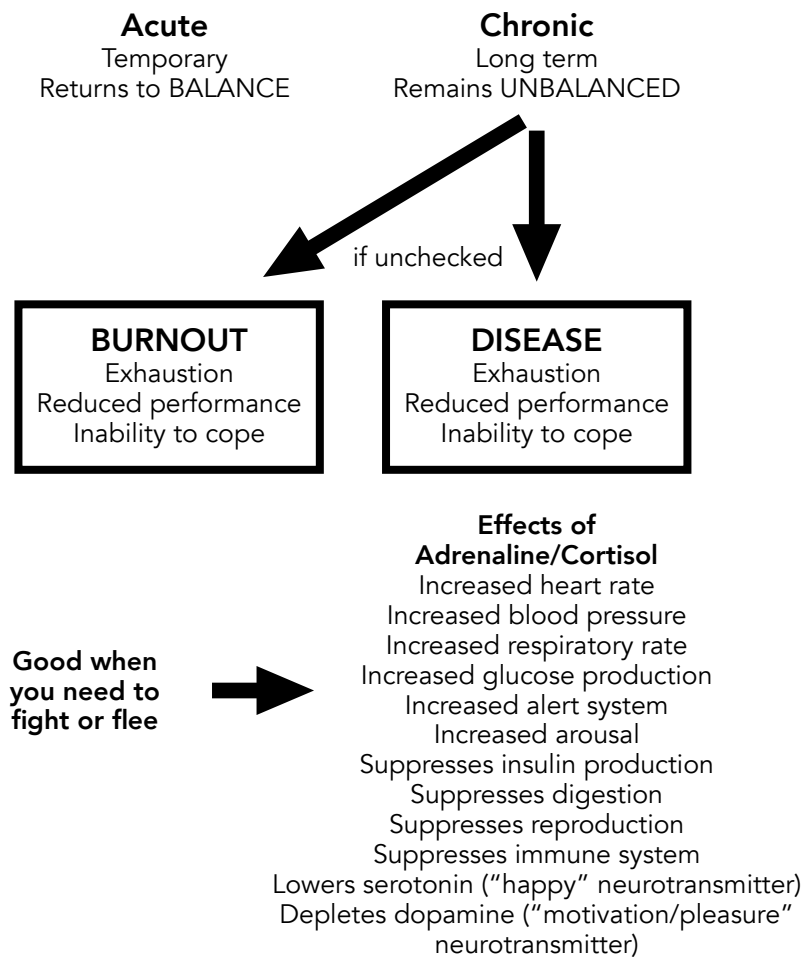 Acute
Temporary
Returns to BALANCE
Chronic
Long term
Remains UNBALANCED
if unchecked
BURNOUT
Exhaustion
Reduced performance
Inability to cope
DISEASE
Exhaustion
Reduced performance
Inability to cope
Good when
you need to
fight or flee
Effects of
Adrenaline/Cortisol
Increased heart rate
Increased blood pressure
Increased respiratory rate
Increased glucose production
Increased alert system
Increased arousal
Suppresses insulin production
Suppresses digestion
Suppresses reproduction
Suppresses immune system
Lowers serotonin (“happy” neurotransmitter)
Depletes dopamine (“motivation/pleasure”
neurotransmitter)